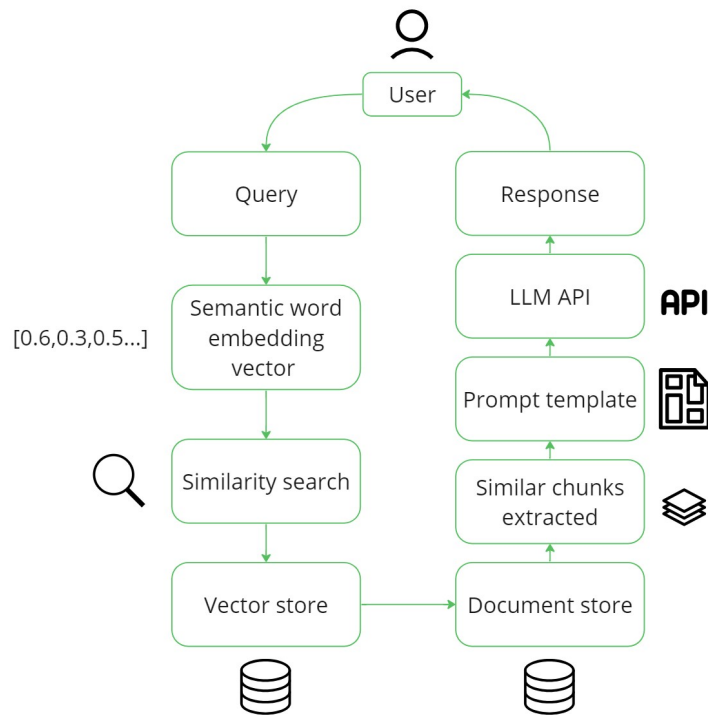 User
Query
Response
Semantic word
embedding
vector
[0.6,0.3,0.5...]
LLM API
API
Prompt template
Similarity search
Similar chunks
extracted
Vector store
Document store